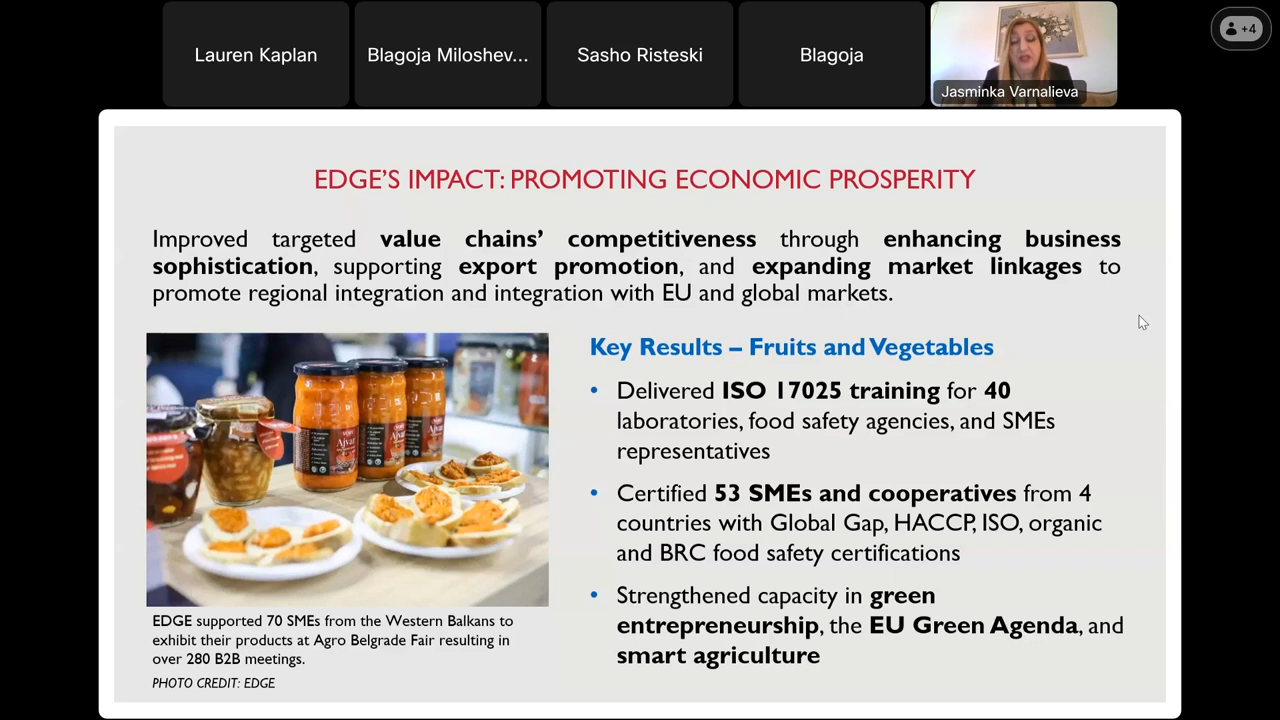 Lauren Kaplan
Blagoja Miloshev...
Sasho Risteski
Blagoja
Jasminka Varnalieva
+4
EDGE'S IMPACT: PROMOTING ECONOMIC PROSPERITY
Improved targeted value chains' competitiveness through enhancing business
sophistication, supporting export promotion, and expanding market linkages to
promote regional integration and integration with EU and global markets.
Ajvar
Ajvar
Ajvar
EDGE supported 70 SMEs from the Western Balkans to
exhibit their products at Agro Belgrade Fair resulting in
over 280 B2B meetings.
PHOTO CREDIT: EDGE
Key Results – Fruits and Vegetables
• Delivered ISO 17025 training for 40
laboratories, food safety agencies, and SMEs
representatives
• Certified 53 SMEs and cooperatives from 4
countries with Global Gap, HACCP, ISO, organic
and BRC food safety certifications
• Strengthened capacity in green
entrepreneurship, the EU Green Agenda, and
smart agriculture